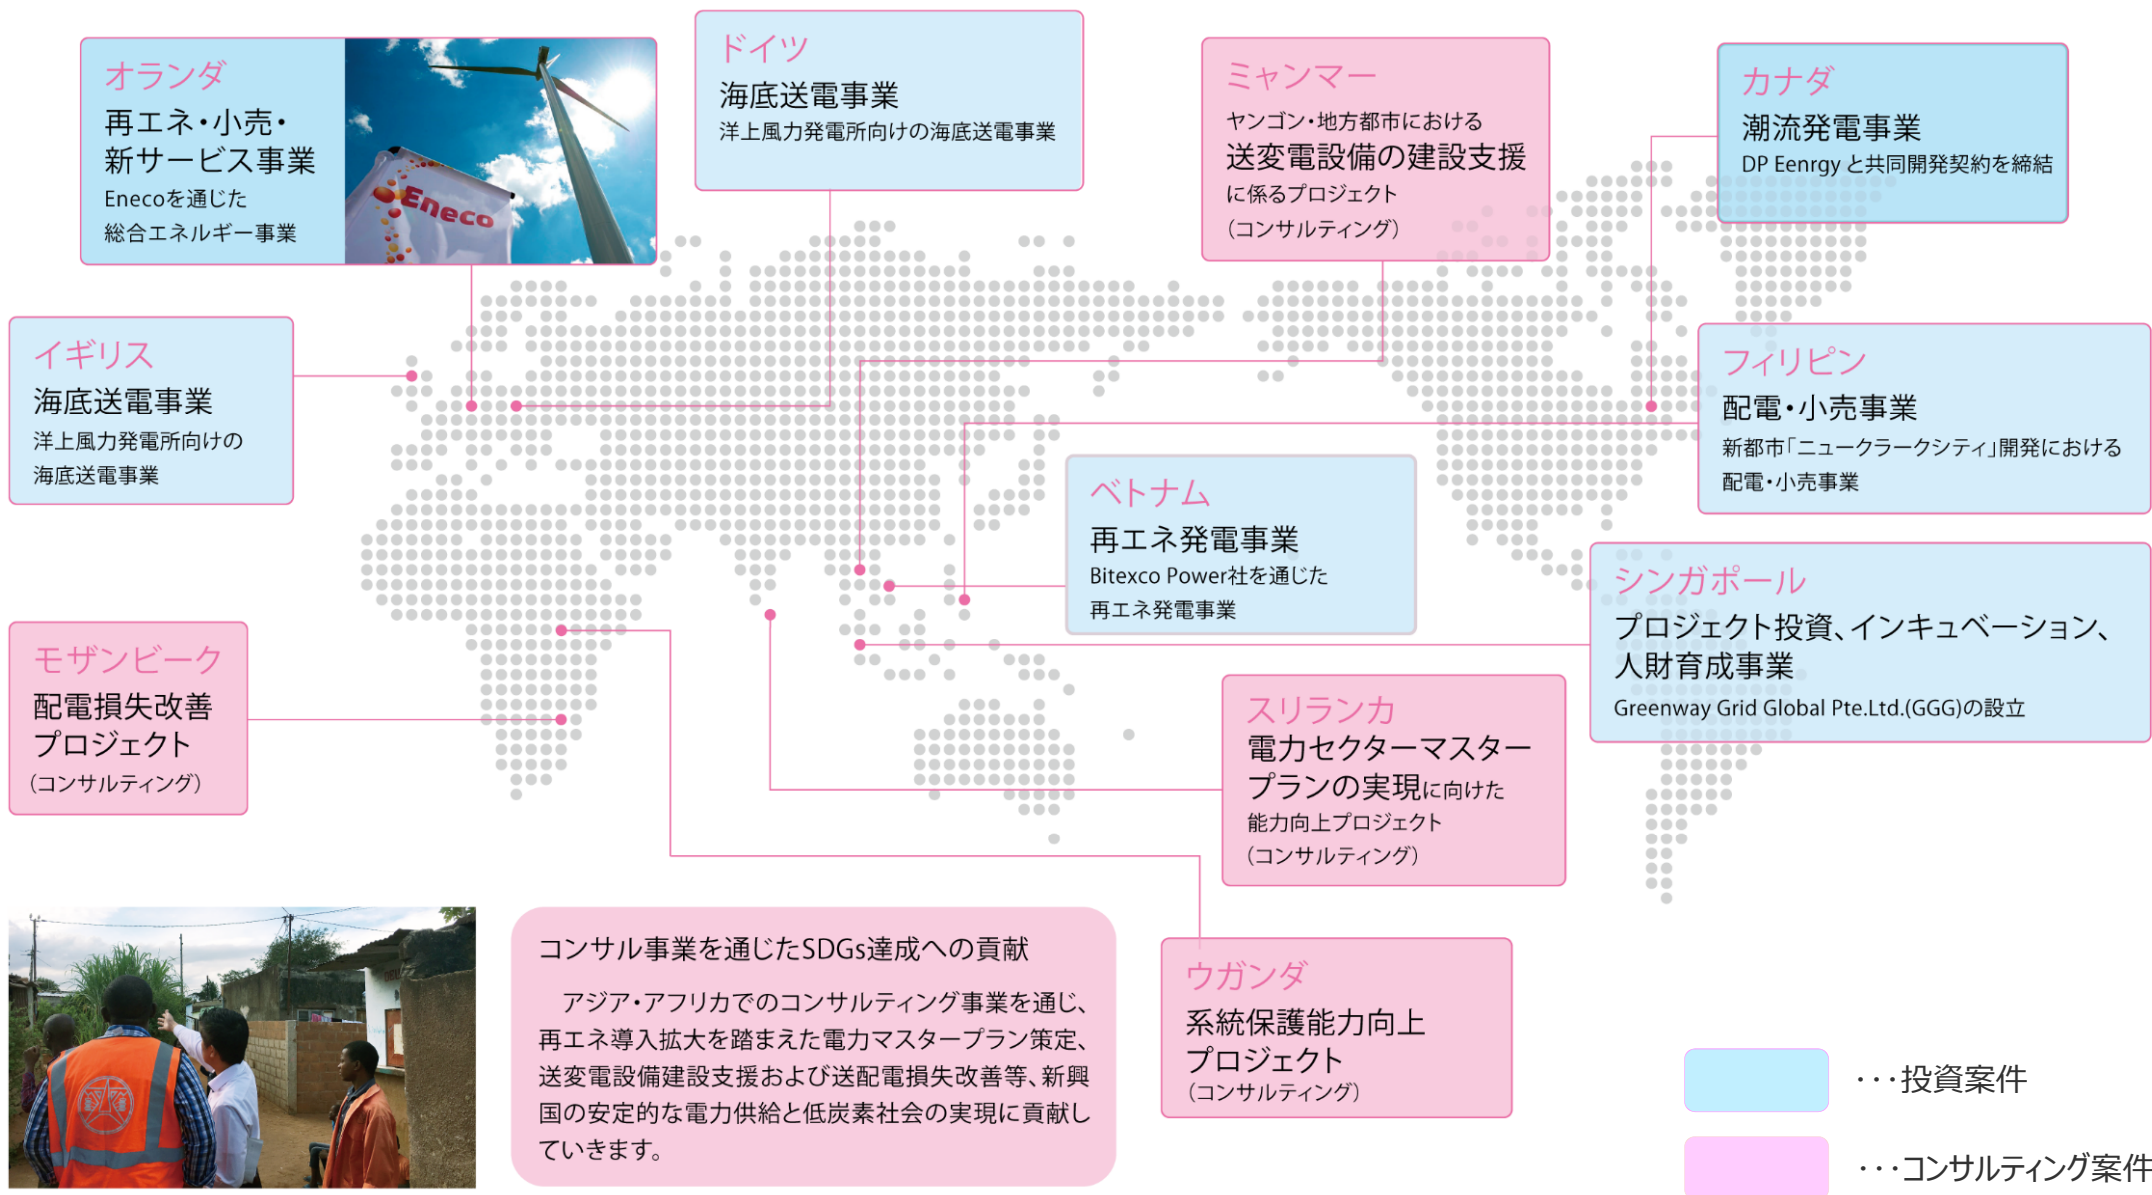 オランダ
再エネ・小売・
新サービス事業
Enecoを通じた
総合エネルギー事業
Eneco
ドイツ
海底送電事業
洋上風力発電所向けの海底送電事業
ミャンマー
ヤンゴン・地方都市における
送変電設備の建設支援
に係るプロジェクト
（コンサルティング）
カナダ
潮流発電事業
DP Eenrgy と共同開発契約を締結
イギリス
海底送電事業
洋上風力発電所向けの
海底送電事業
フィリピン
配電・小売事業
新都市「ニュークラークシティ」開発における
配電・小売事業
ベトナム
再エネ発電事業
Bitexco Power社を通じた
再エネ発電事業
シンガポール
プロジェクト投資、インキュベーション、
人財育成事業
Greenway Grid Global Pte.Ltd.(GGG)の設立
モザンビーク
配電損失改善
プロジェクト
（コンサルティング）
スリランカ
電力セクターマスター
プランの実現に向けた
能力向上プロジェクト
（コンサルティング）
ウガンダ
系統保護能力向上
プロジェクト
（コンサルティング）
コンサル事業を通じたSDGs達成への貢献
アジア・アフリカでのコンサルティング事業を通じ、
再エネ導入拡大を踏まえた電力マスタープラン策定、
送変電設備建設支援および送配電損失改善等、新興
国の安定的な電力供給と低炭素社会の実現に貢献し
ていきます。
・・・投資案件
・・・コンサルティング案件